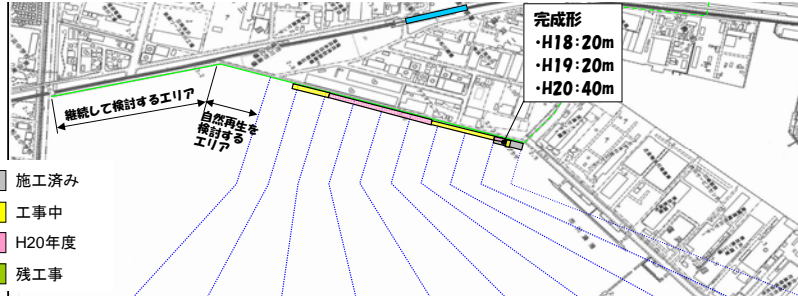 完成形
・H18：20m
・H19：20m
・H20：40m
継続して検討するエリア
自然再生を
検討する
エリア
施工済み
工事中
H20年度
残工事